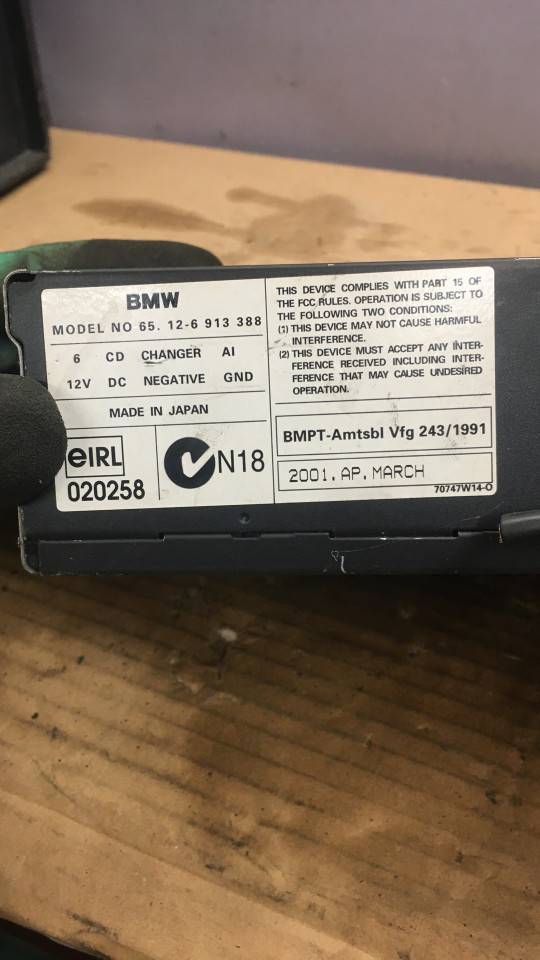 BMW
MODEL NO 65. 12-6 913 388
6 CD CHANGER AI
12V DC NEGATIVE GND
MADE IN JAPAN
eIRL
020258
N18
THIS DEVICE COMPLIES WITH PART 15 OF
THE FCC RULES. OPERATION IS SUBJECT TO
THE FOLLOWING TWO CONDITIONS:
(1) THIS DEVICE MAY NOT CAUSE HARMFUL
INTERFERENCE.
(2) THIS DEVICE MUST ACCEPT ANY INTER-
FERENCE RECEIVED INCLUDING INTER-
FERENCE THAT MAY CAUSE UNDESIRED
OPERATION.
BMPT-Amtsbl Vfg 243/1991
2001. AP. MARCH
70747W14-O